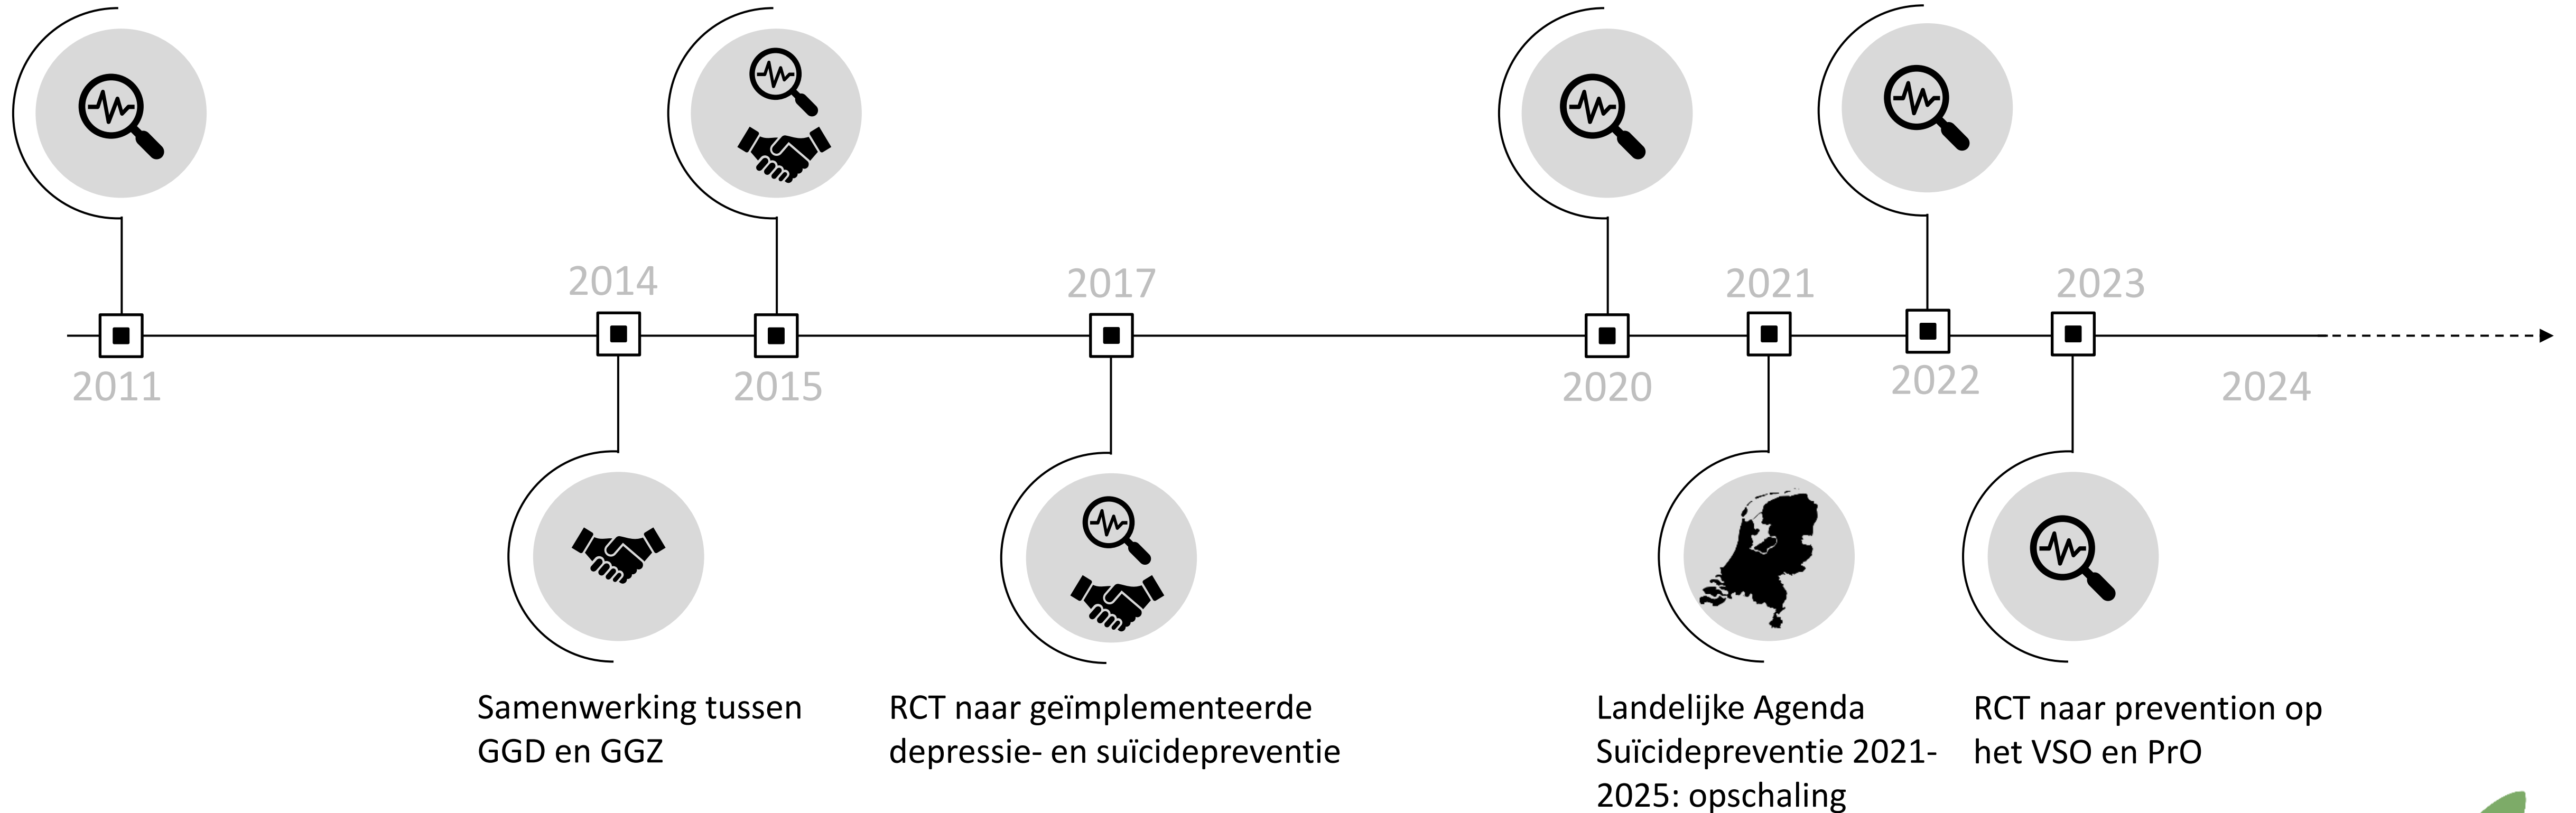 2014
2017
2021
2023
2011
2015
2020
2022
2024
Samenwerking tussen
GGD en GGZ
RCT naar geïmplementeerde
depressie- en suïcidepreventie
Landelijke Agenda
Suïcidepreventie 2021-
2025: opschaling
RCT naar prevention op
het VSO en PrO